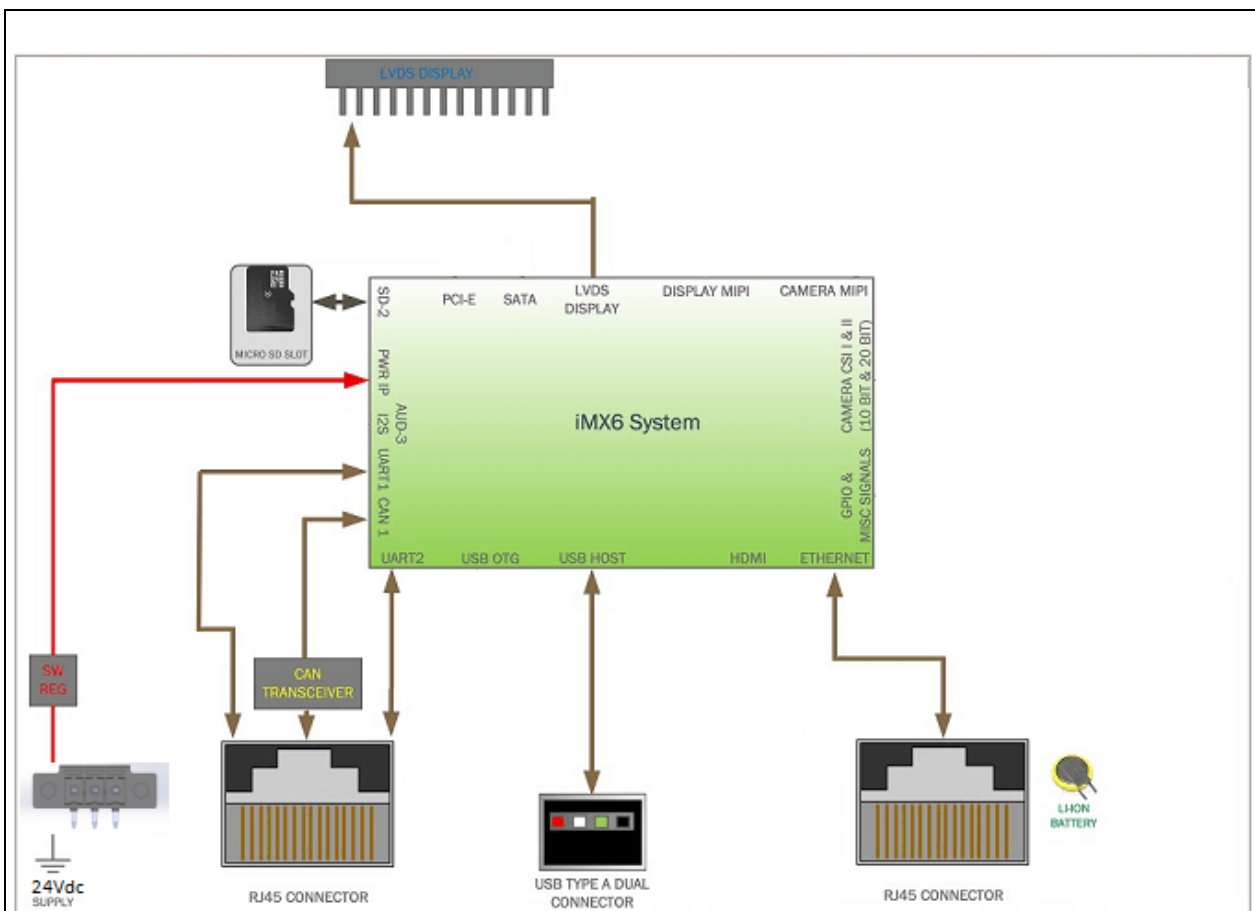 LVDS DISPLAY
MICRO SD SLOT
SD-2
PCI-E
SATA
LVDS
DISPLAY
DISPLAY MIPI
CAMERA MIPI
PWR IP
I2S
AUD-3
UART1
CAN 1
iMX6 System
CAMERA CSI I & II
(10 BIT & 20 BIT)
GPIO &
MISC SIGNALS
UART2
USB OTG
USB HOST
HDMI
ETHERNET
SW
REG
CAN
TRANSCEIVER
24Vdc
SUPPLY
RJ45 CONNECTOR
USB TYPE A DUAL
CONNECTOR
RJ45 CONNECTOR
LI-ION
BATTERY